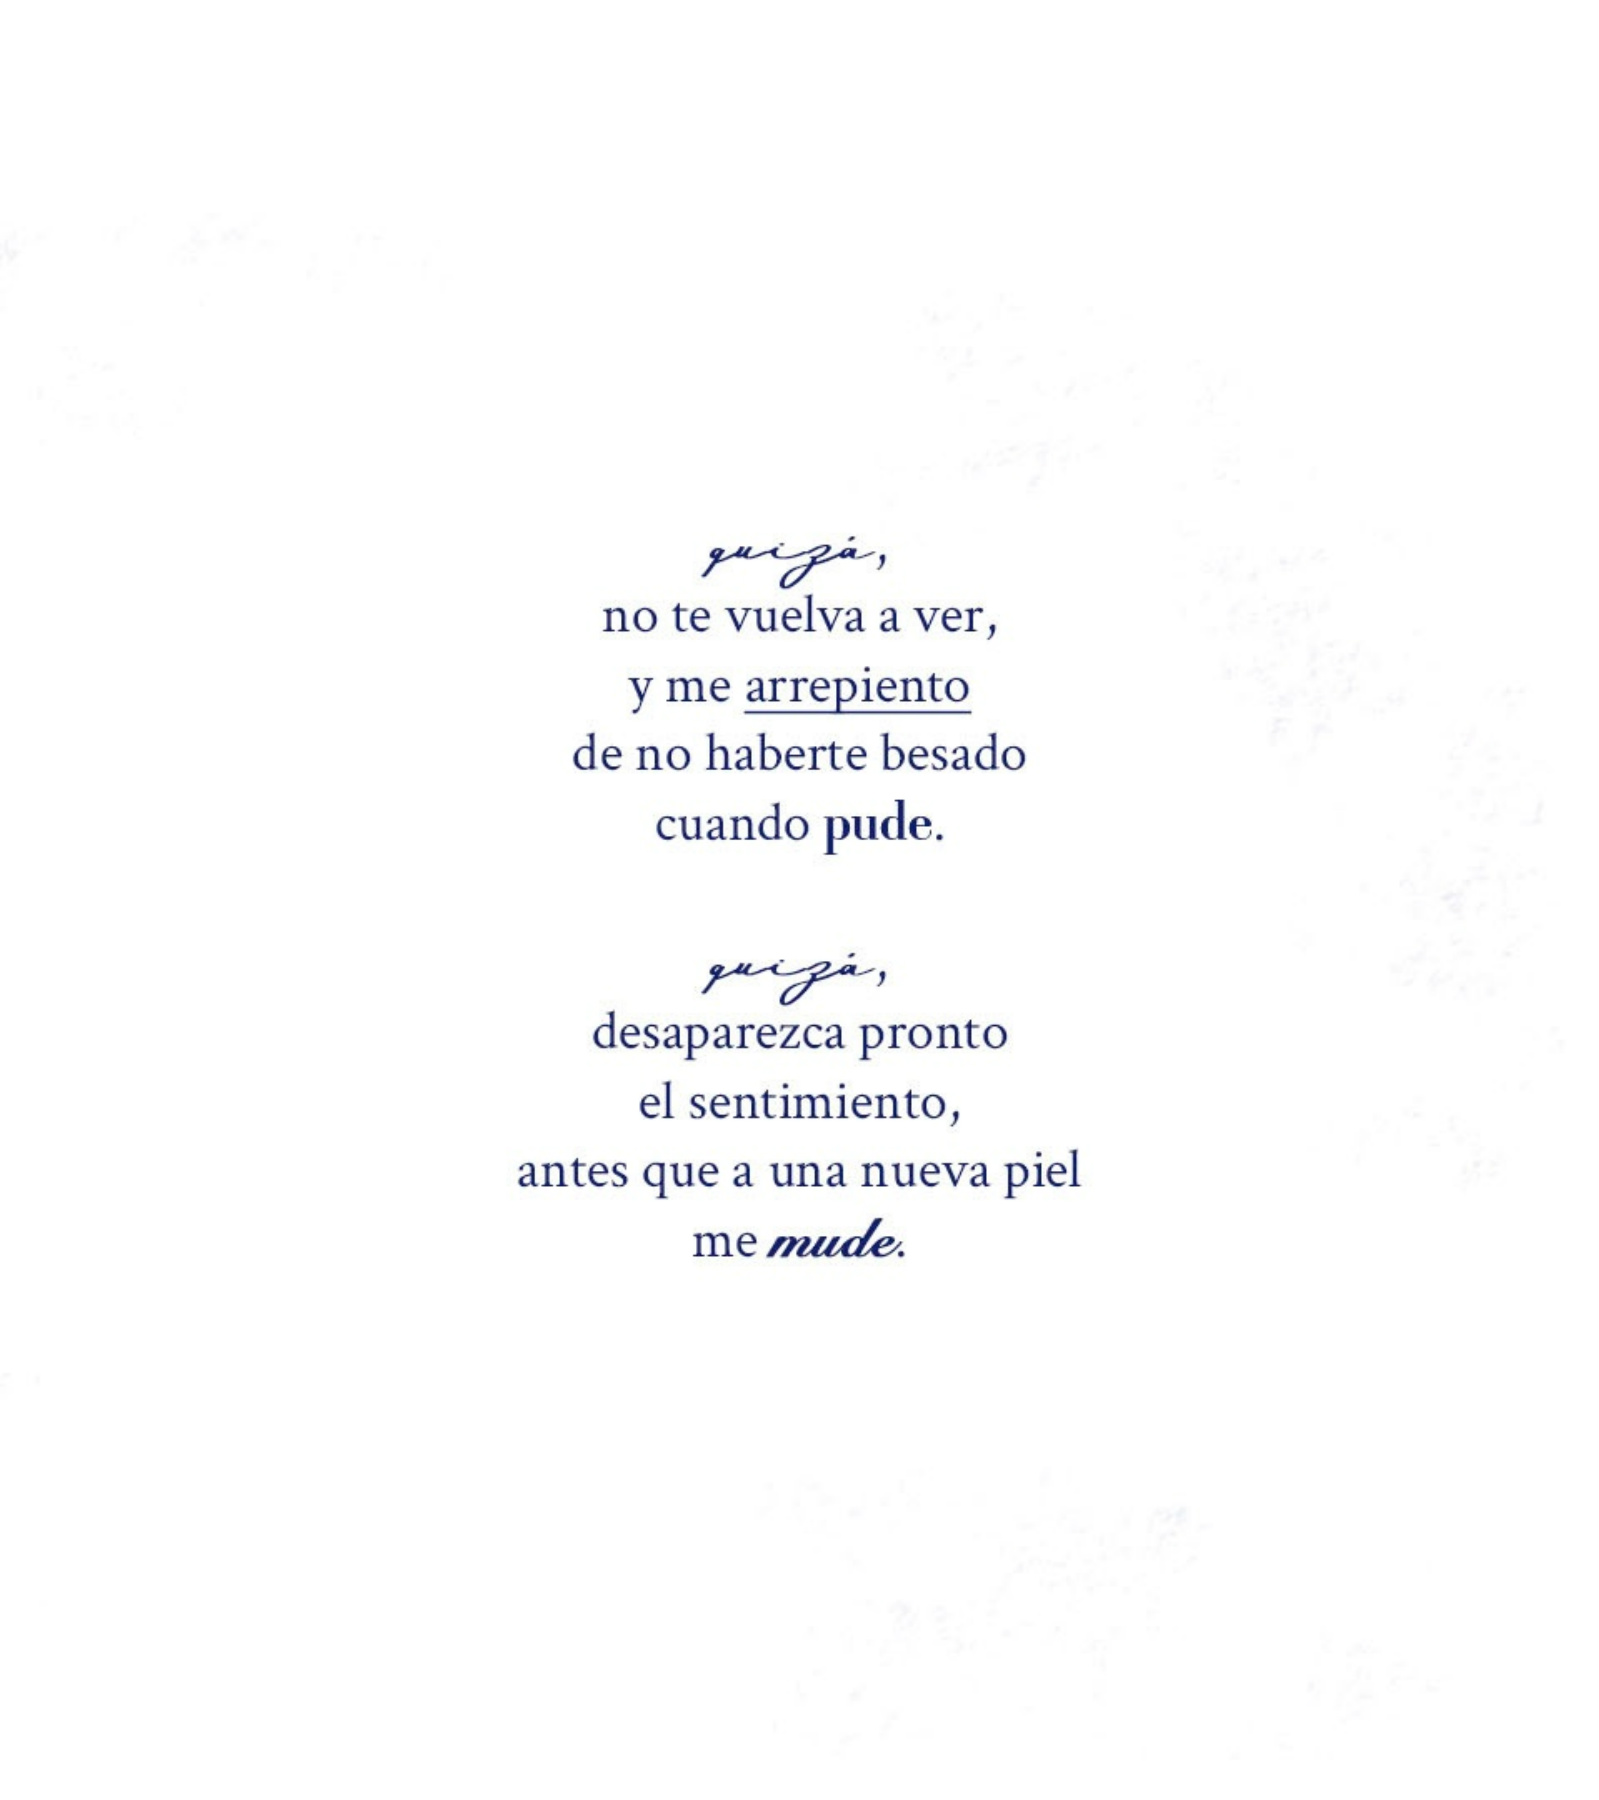 quizá,
no te vuelva a ver,
y me arrepiento
de no haberte besado
cuando pude.
quizá,
desaparezca pronto
el sentimiento,
antes que a una nueva piel
me mude.